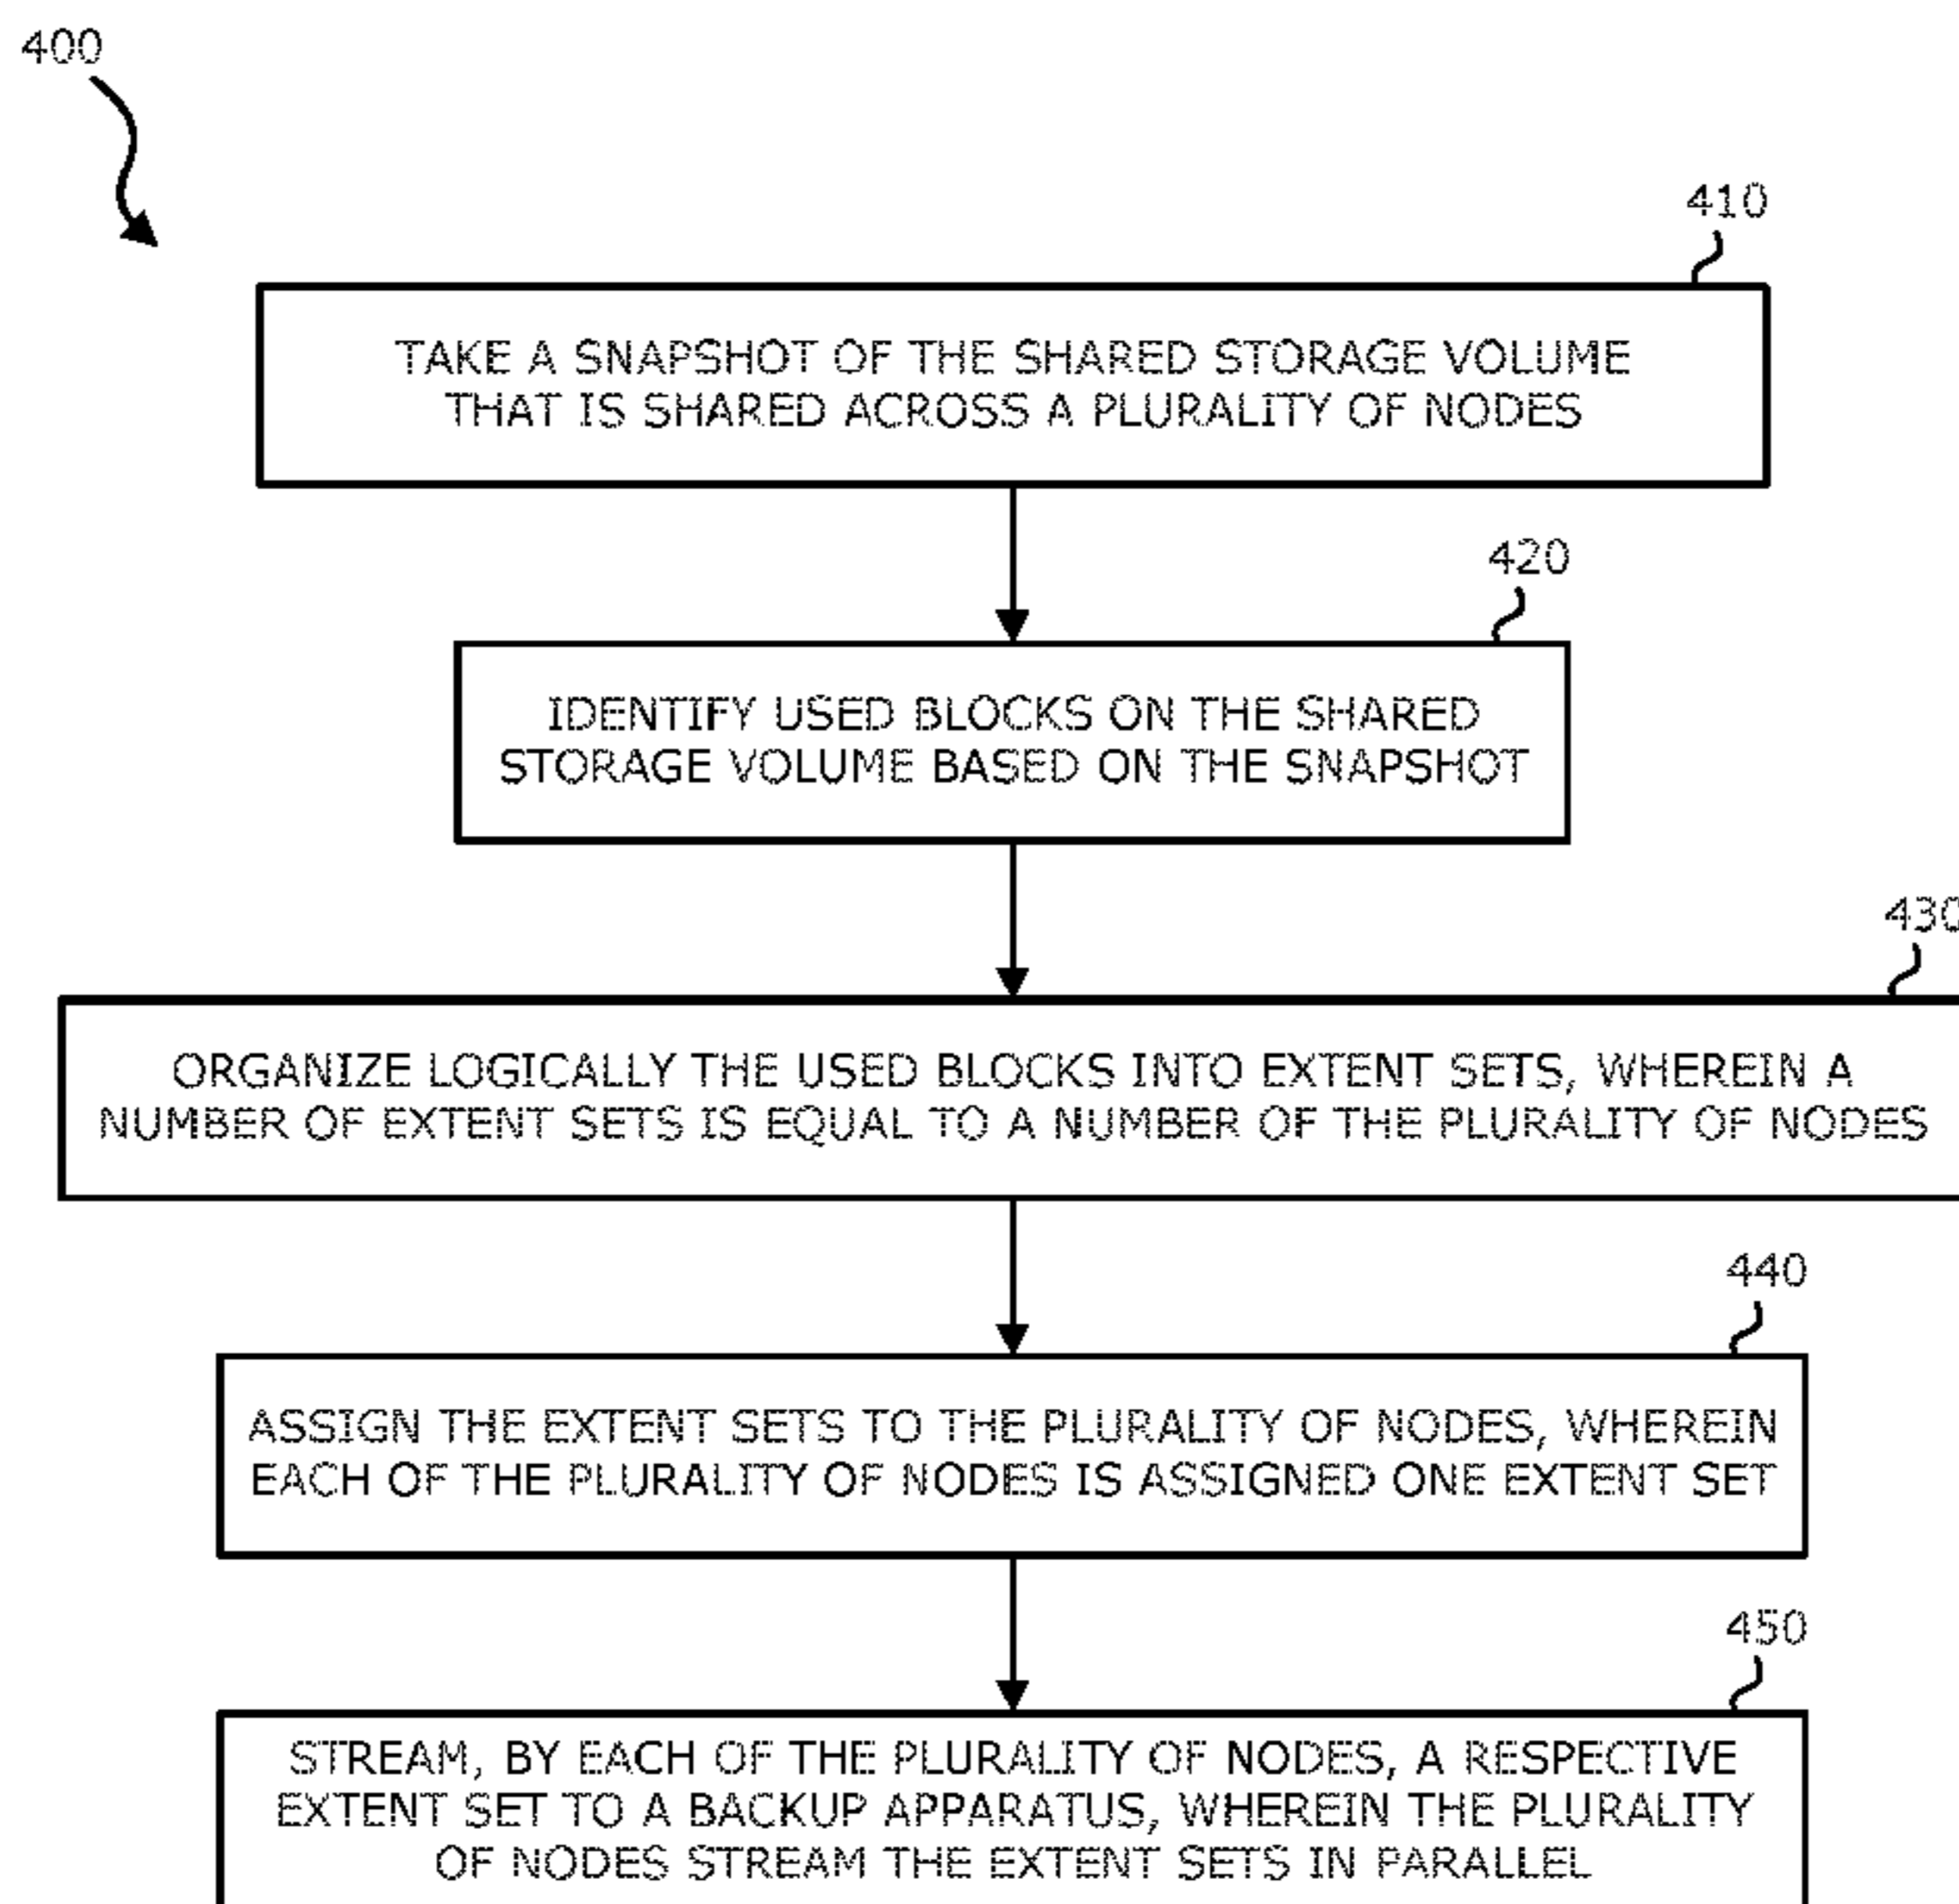 400
410
TAKE A SNAPSHOT OF THE SHARED STORAGE VOLUME
THAT IS SHARED ACROSS A PLURALITY OF NODES
420
IDENTIFY USED BLOCKS ON THE SHARED
STORAGE VOLUME BASED ON THE SNAPSHOT
430
ORGANIZE LOGICALLY THE USED BLOCKS INTO EXTENT SETS, WHEREIN A
NUMBER OF EXTENT SETS IS EQUAL TO A NUMBER OF THE PLURALITY OF NODES
440
ASSIGN THE EXTENT SETS TO THE PLURALITY OF NODES, WHEREIN
EACH OF THE PLURALITY OF NODES IS ASSIGNED ONE EXTENT SET
450
STREAM, BY EACH OF THE PLURALITY OF NODES, A RESPECTIVE
EXTENT SET TO A BACKUP APPARATUS, WHEREIN THE PLURALITY
OF NODES STREAM THE EXTENT SETS IN PARALLEL